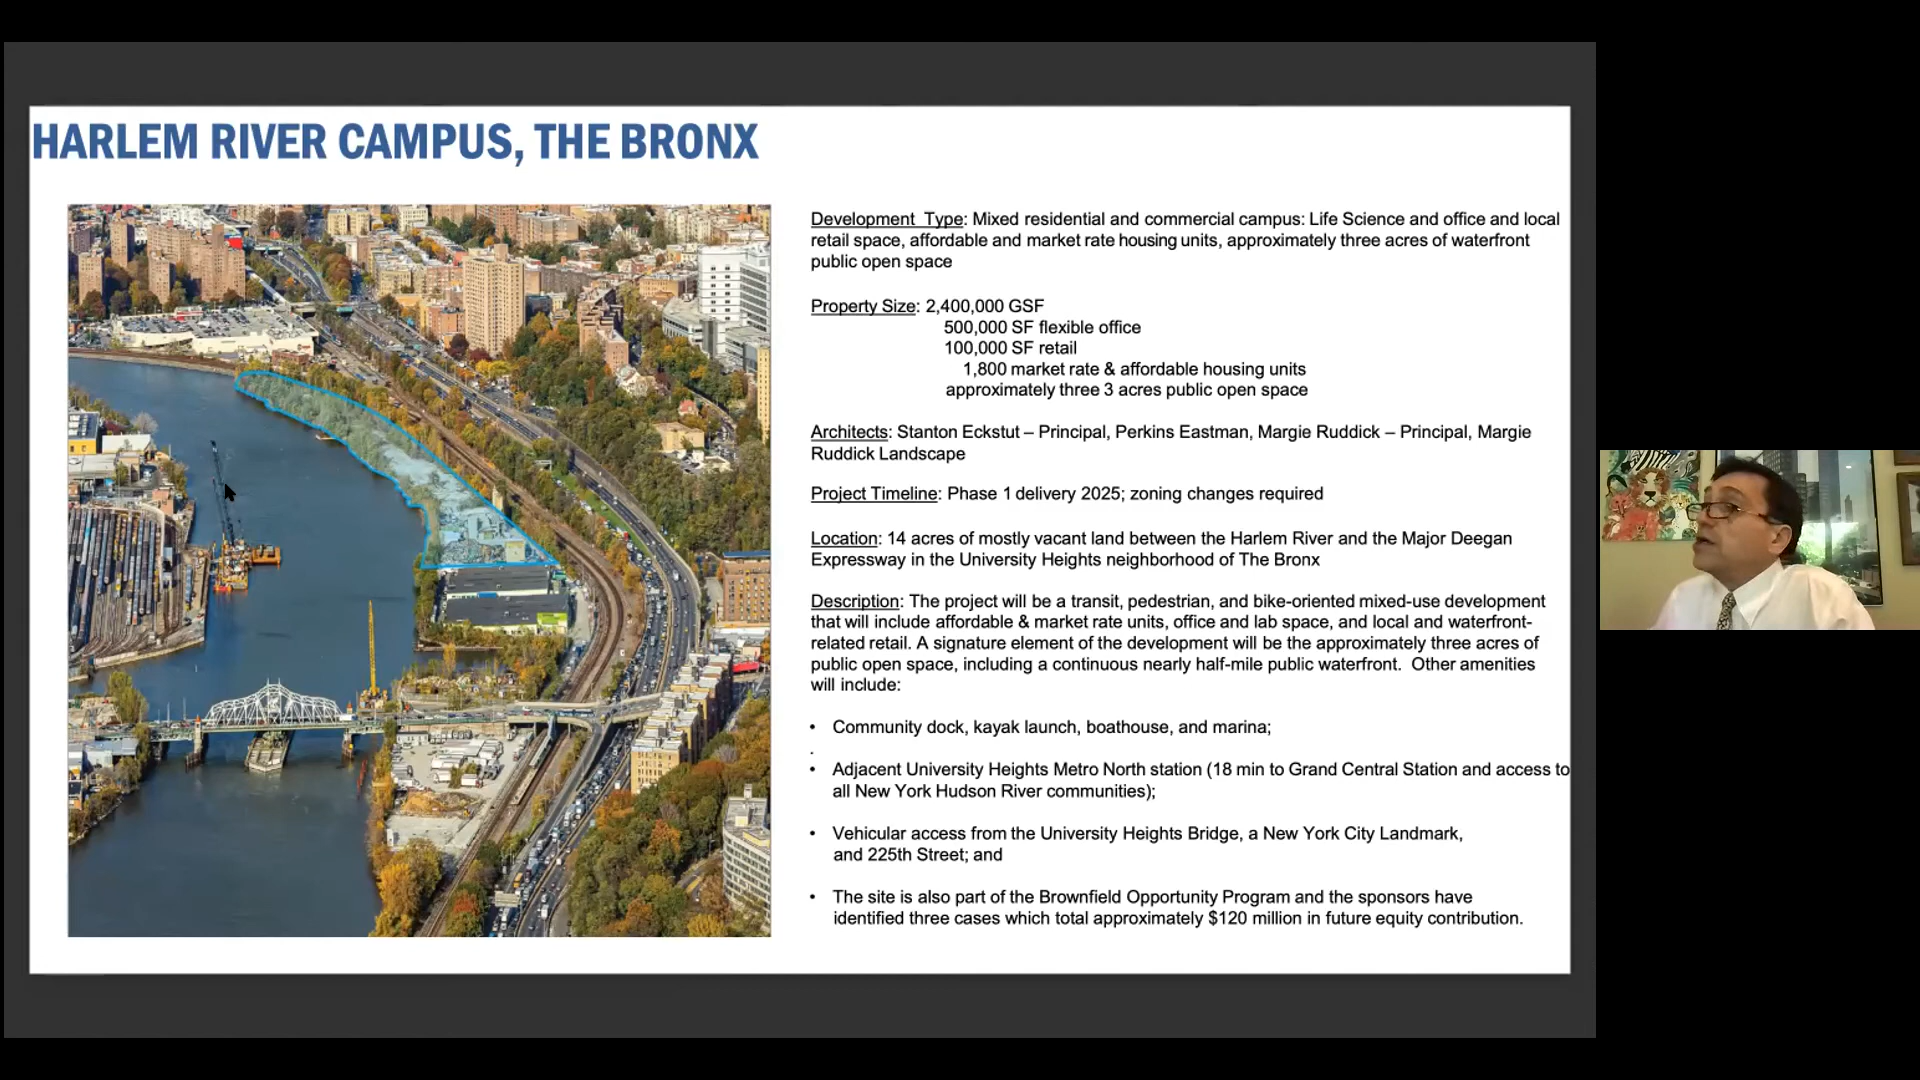 HARLEM RIVER CAMPUS, THE BRONX
Development Type: Mixed residential and commercial campus: Life Science and office and local
retail space, affordable and market rate housing units, approximately three acres of waterfront
public open space
Property Size: 2,400,000 GSF
500,000 SF flexible office
100,000 SF retail
1,800 market rate & affordable housing units
approximately three 3 acres public open space
Architects: Stanton Eckstut – Principal, Perkins Eastman, Margie Ruddick – Principal, Margie
Ruddick Landscape
Project Timeline: Phase 1 delivery 2025; zoning changes required
Location: 14 acres of mostly vacant land between the Harlem River and the Major Deegan
Expressway in the University Heights neighborhood of The Bronx
Description: The project will be a transit, pedestrian, and bike-oriented mixed-use development
that will include affordable & market rate units, office and lab space, and local and waterfront-
related retail. A signature element of the development will be the approximately three acres of
public open space, including a continuous nearly half-mile public waterfront. Other amenities
will include:
• Community dock, kayak launch, boathouse, and marina;
•
• Adjacent University Heights Metro North station (18 min to Grand Central Station and access to
all New York Hudson River communities);
• Vehicular access from the University Heights Bridge, a New York City Landmark,
and 225th Street; and
• The site is also part of the Brownfield Opportunity Program and the sponsors have
identified three cases which total approximately $120 million in future equity contribution.